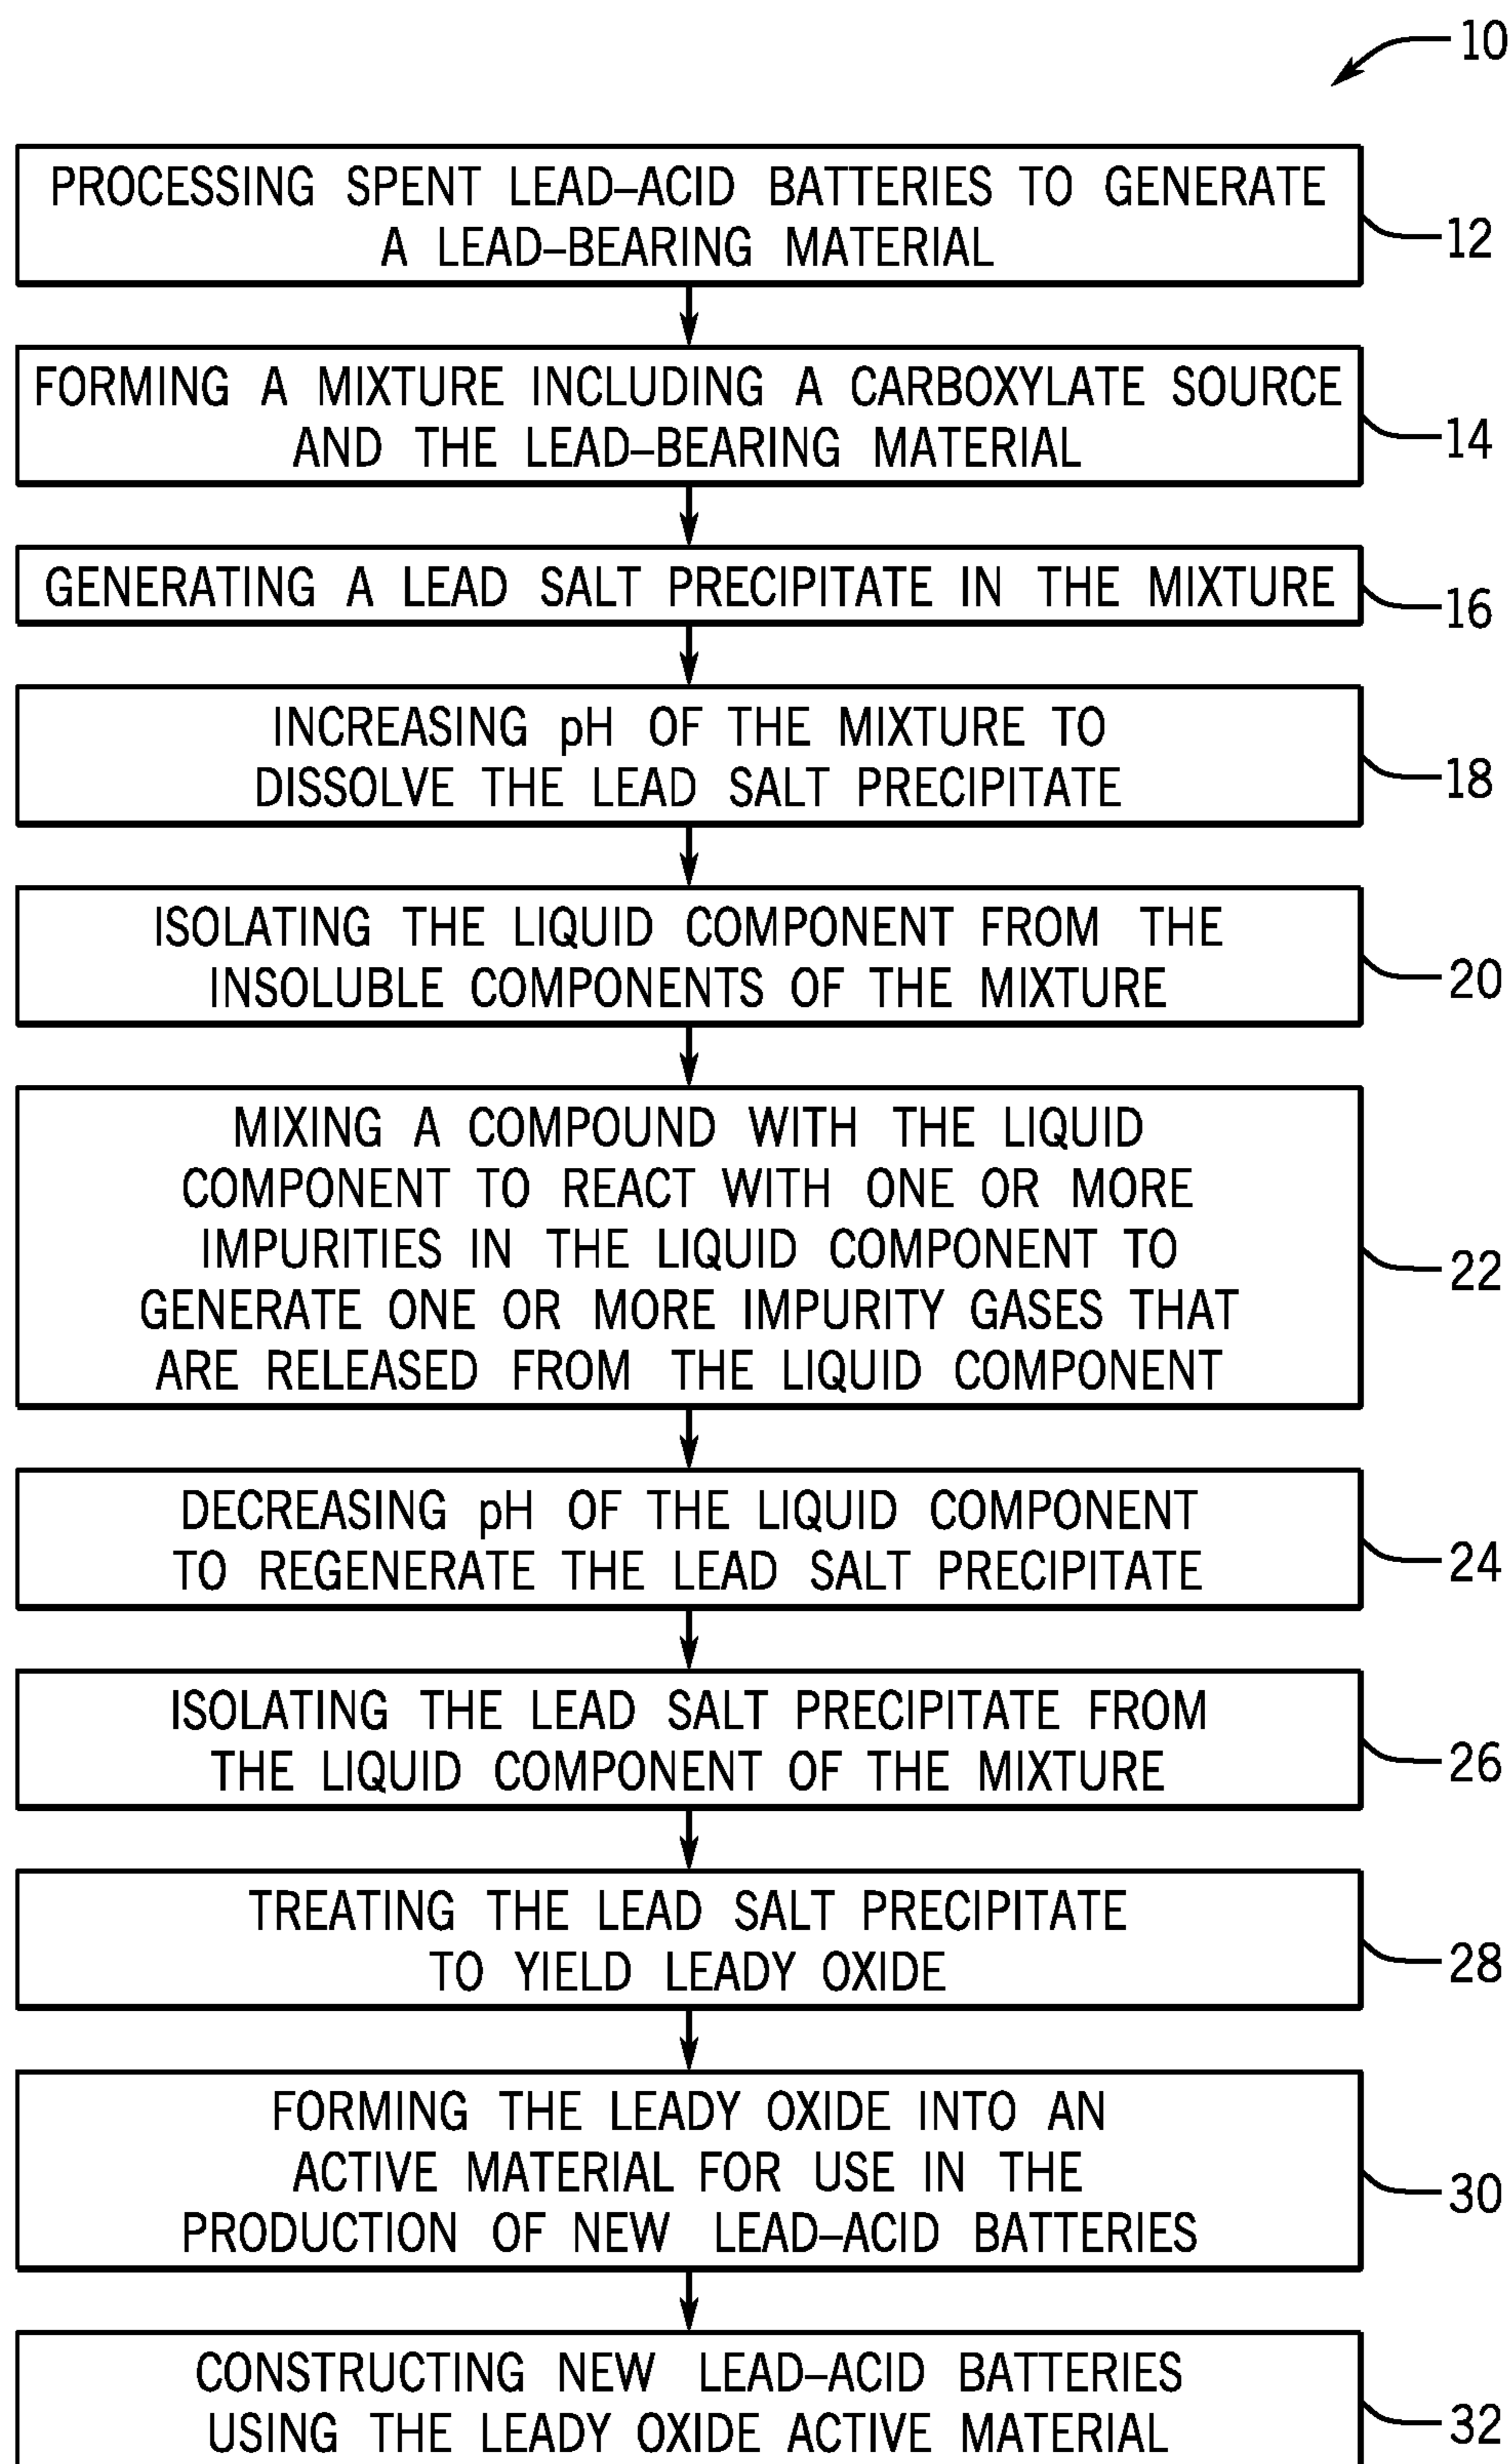 10
PROCESSING SPENT LEAD–ACID BATTERIES TO GENERATE
A LEAD–BEARING MATERIAL
12
FORMING A MIXTURE INCLUDING A CARBOXYLATE SOURCE
AND THE LEAD–BEARING MATERIAL
14
GENERATING A LEAD SALT PRECIPITATE IN THE MIXTURE
16
INCREASING pH OF THE MIXTURE TO
DISSOLVE THE LEAD SALT PRECIPITATE
18
ISOLATING THE LIQUID COMPONENT FROM THE
INSOLUBLE COMPONENTS OF THE MIXTURE
20
MIXING A COMPOUND WITH THE LIQUID
COMPONENT TO REACT WITH ONE OR MORE
IMPURITIES IN THE LIQUID COMPONENT TO
GENERATE ONE OR MORE IMPURITY GASES THAT
ARE RELEASED FROM THE LIQUID COMPONENT
22
DECREASING pH OF THE LIQUID COMPONENT
TO REGENERATE THE LEAD SALT PRECIPITATE
24
ISOLATING THE LEAD SALT PRECIPITATE FROM
THE LIQUID COMPONENT OF THE MIXTURE
26
TREATING THE LEAD SALT PRECIPITATE
TO YIELD LEADY OXIDE
28
FORMING THE LEADY OXIDE INTO AN
ACTIVE MATERIAL FOR USE IN THE
PRODUCTION OF NEW LEAD–ACID BATTERIES
30
CONSTRUCTING NEW LEAD–ACID BATTERIES
USING THE LEADY OXIDE ACTIVE MATERIAL
32